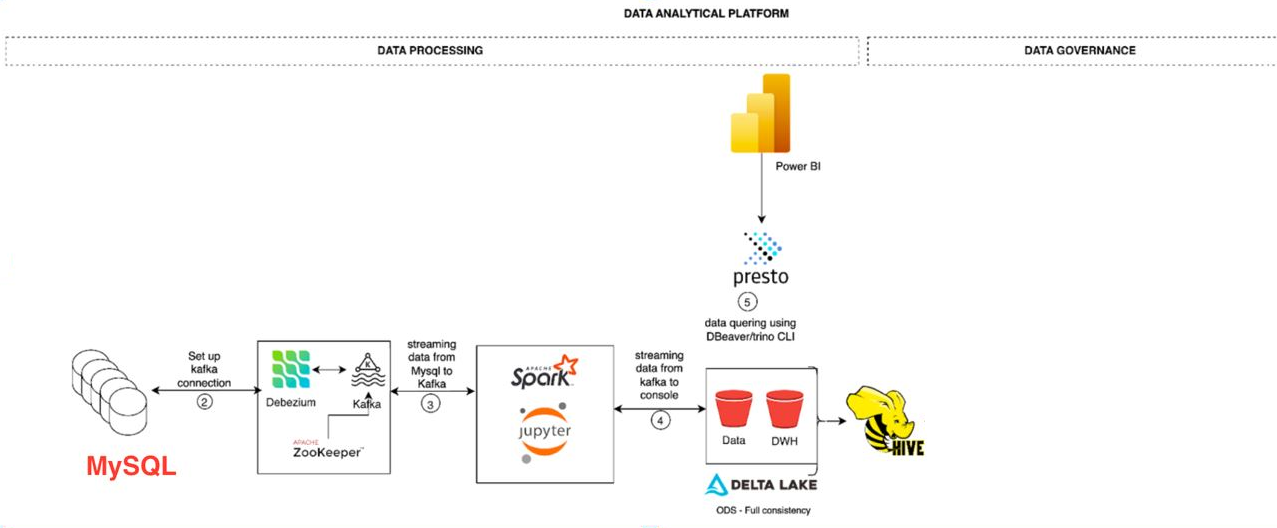 DATA ANALYTICAL PLATFORM
DATA PROCESSING
DATA GOVERNANCE
Power BI
presto
5
data quering using
DBeaver/trino CLI
Set up
kafka
connection
2
MySQL
Debezium
K
Kafka
APACHE
ZooKeeper™
streaming
data from
Mysql to
Kafka
3
APACHE
Spark™
jupyter
streaming
data from
kafka to
console
4
Data
DWH
DELTA LAKE
ODS - Full consistency
HIVE